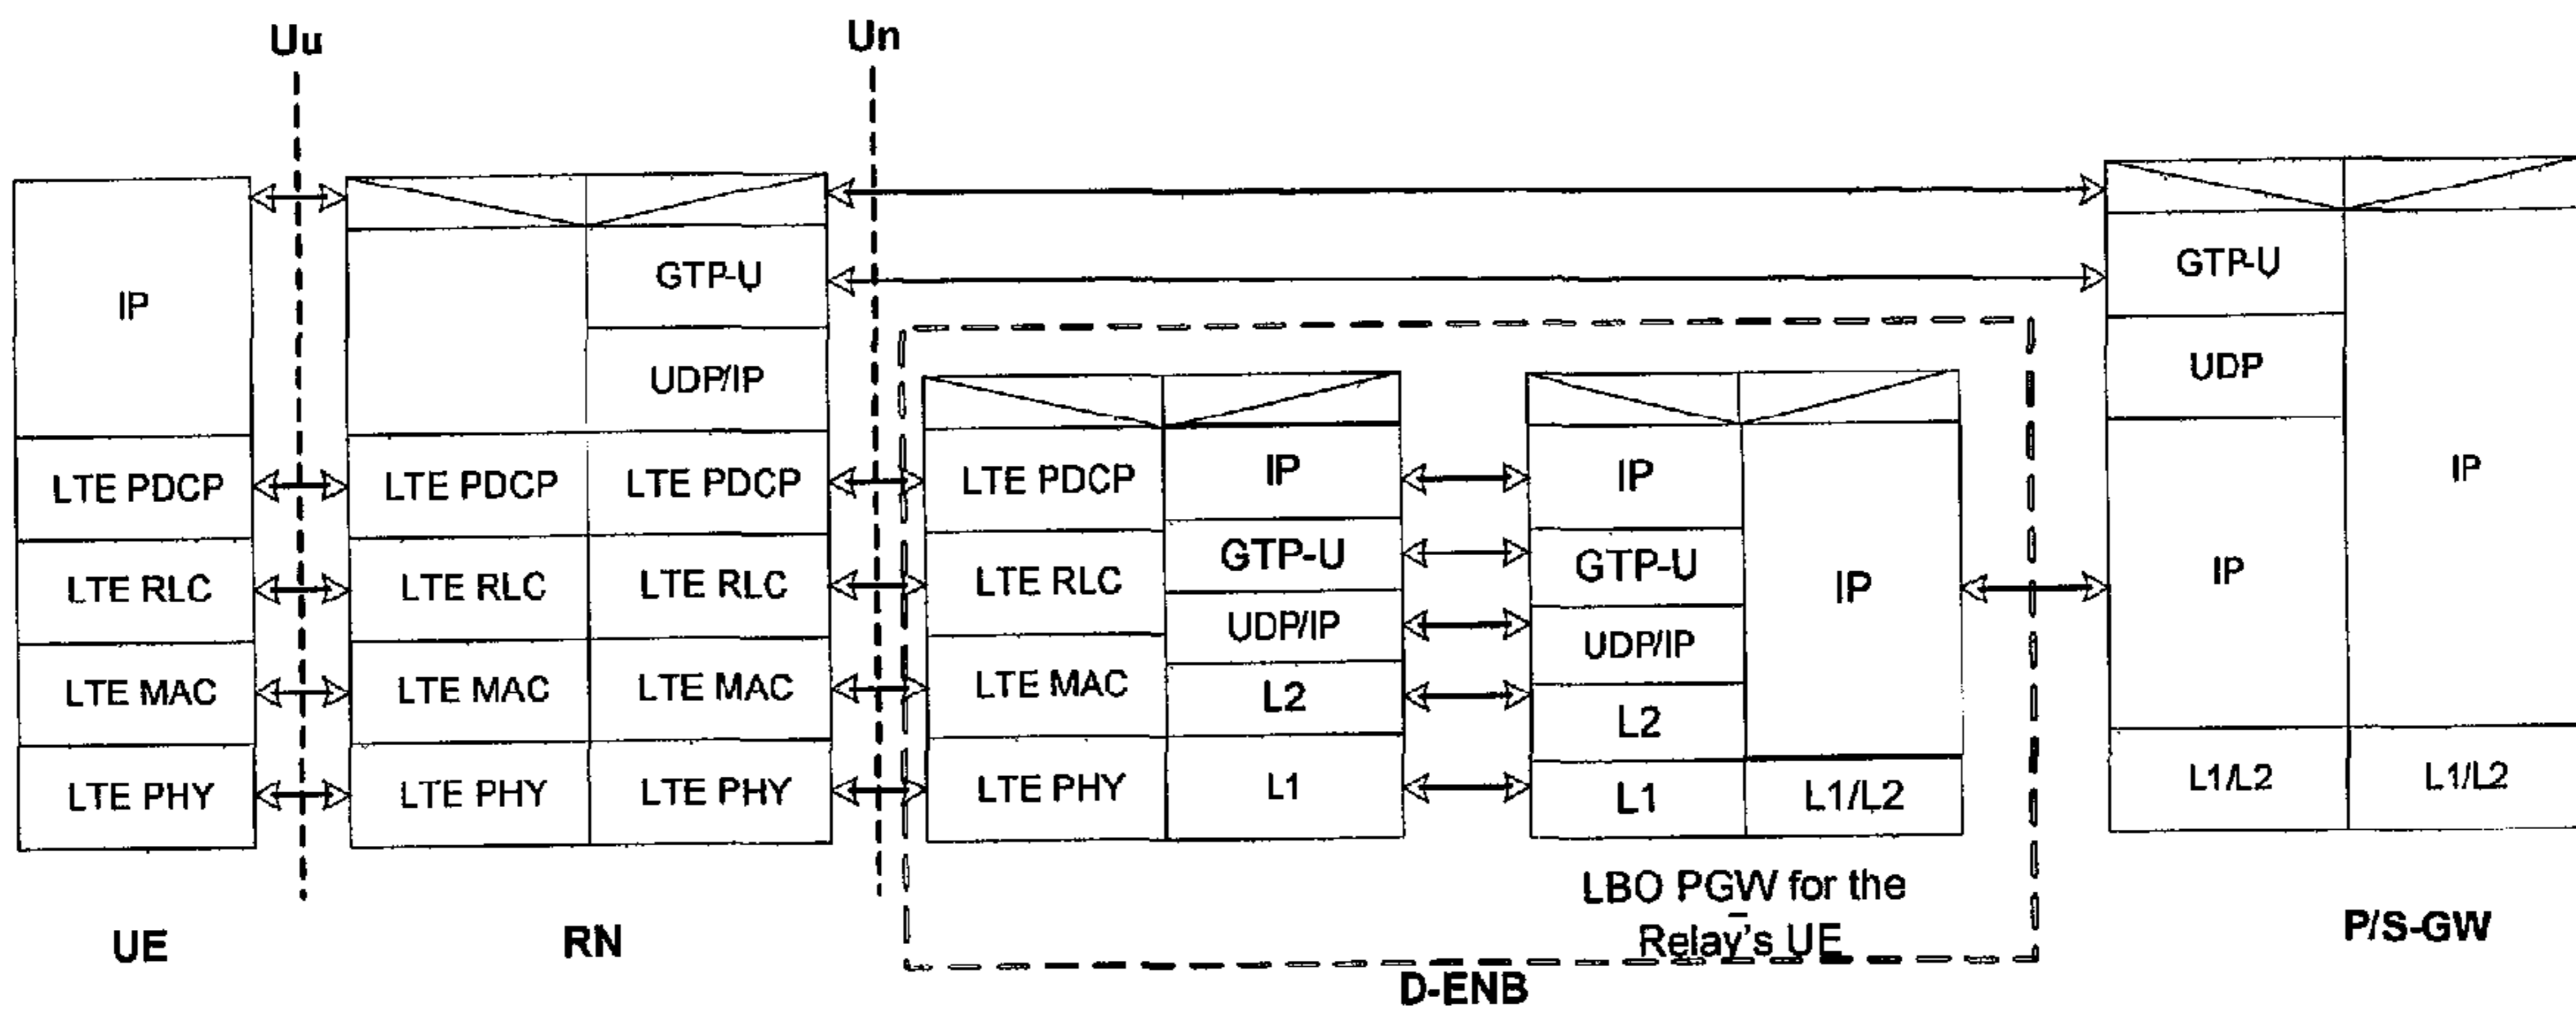 Uu
Un
IP
LTE PDCP
LTE RLC
LTE MAC
LTE PHY
UE
LTE PDCP
LTE RLC
LTE MAC
LTE PHY
GTP-U
UDP/IP
LTE PDCP
LTE RLC
LTE MAC
LTE PHY
RN
LTE PDCP
LTE RLC
LTE MAC
LTE PHY
IP
GTP-U
UDP/IP
L2
L1
IP
GTP-U
UDP/IP
L2
L1
IP
L1/L2
LBO PGW for the
Relay's UE
D-ENB
GTP-U
UDP
IP
L1/L2
IP
L1/L2
P/S-GW